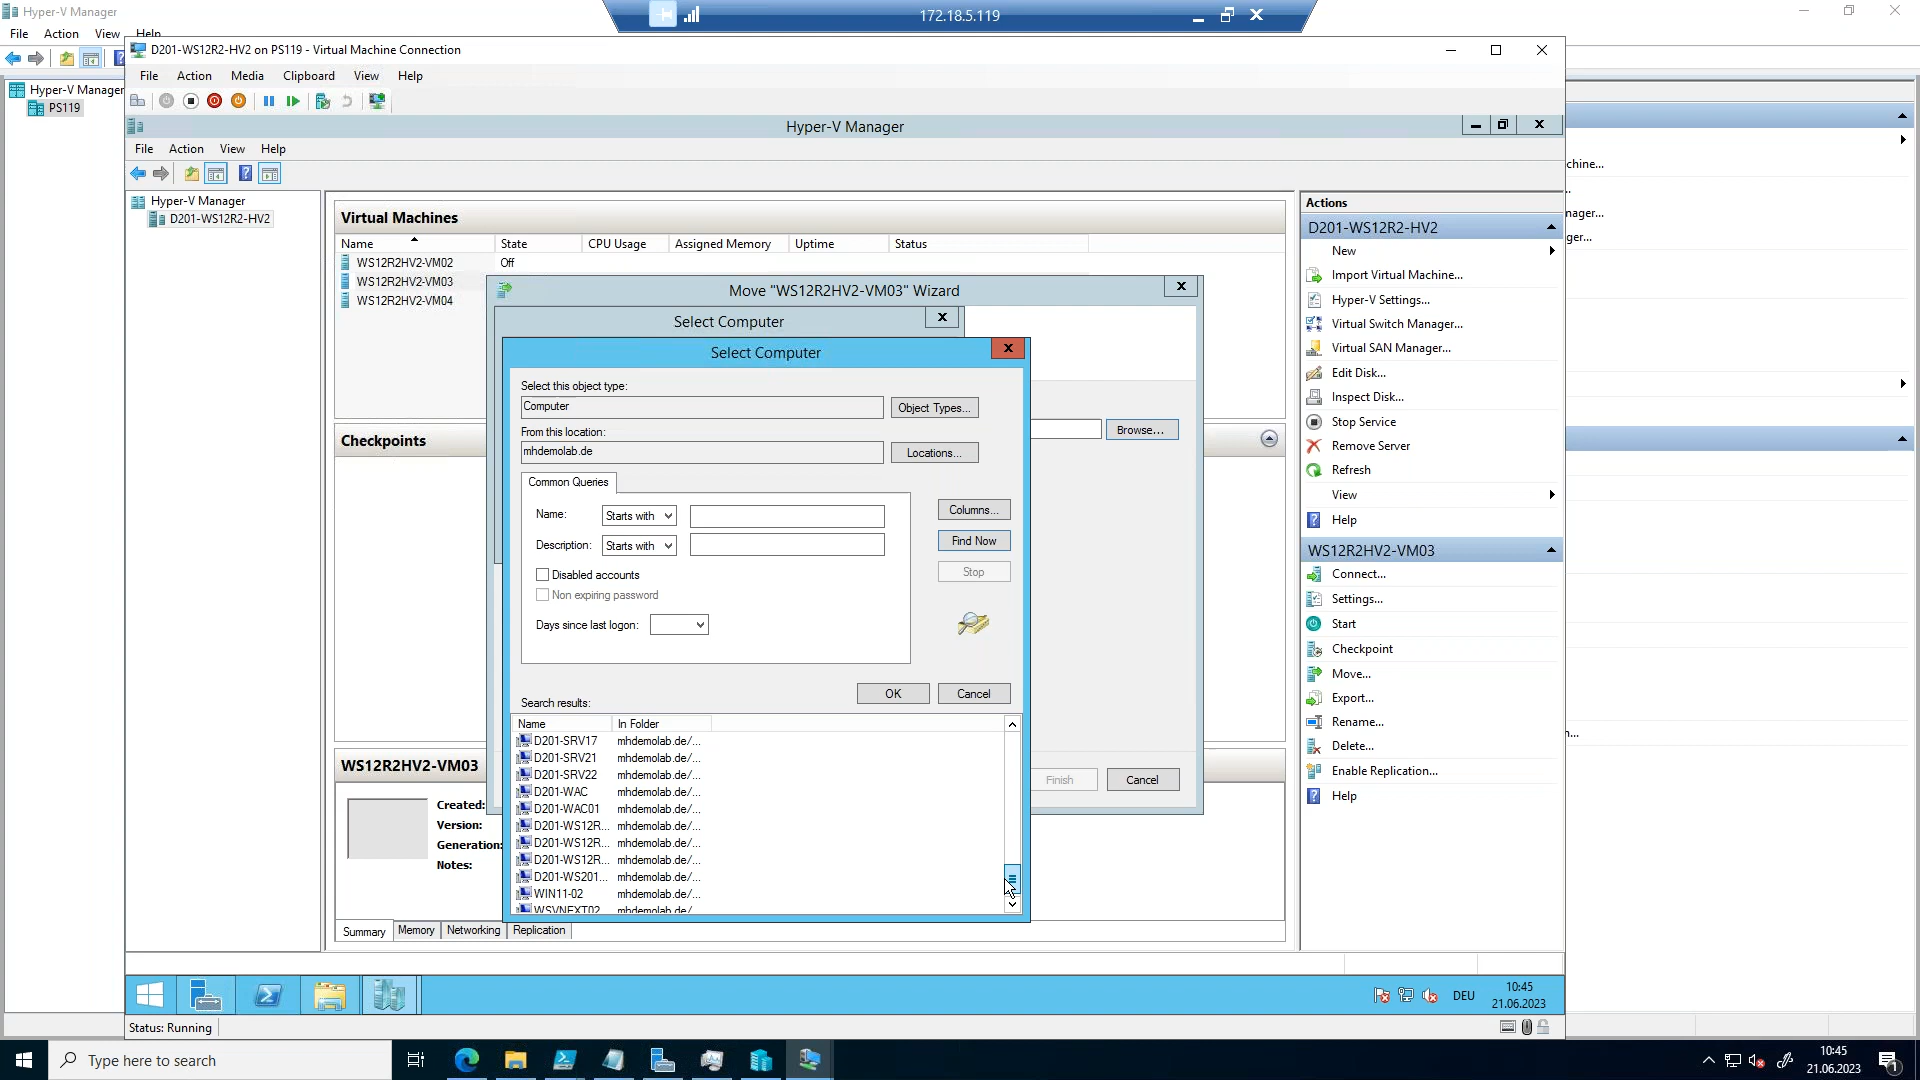 Hyper-V Manager
172.18.5.119
File Action View Help
D201-WS12R2-HV2 on PS119 - Virtual Machine Connection
File Action Media Clipboard View Help
Hyper-V Manager
PS119
Hyper-V Manager
File Action View Help
Hyper-V Manager
D201-WS12R2-HV2
Virtual Machines
Name State CPU Usage Assigned Memory Uptime Status
WS12R2HV2-VM02 Off
WS12R2HV2-VM03
WS12R2HV2-VM04
Checkpoints
WS12R2HV2-VM03
Created:
Version:
Generation:
Notes:
Summary Memory Networking Replication
Move "WS12R2HV2-VM03" Wizard
Browse...
Finish Cancel
Select Computer
Select Computer
Select this object type:
Computer Object Types...
From this location:
mhdemolab.de Locations...
Common Queries
Name: Starts with
Description: Starts with
Disabled accounts
Non expiring password
Days since last logon:
Columns...
Find Now
Stop
OK Cancel
Search results:
Name In Folder
D201-SRV17 mhdemolab.de/...
D201-SRV21 mhdemolab.de/...
D201-SRV22 mhdemolab.de/...
D201-WAC mhdemolab.de/...
D201-WAC01 mhdemolab.de/...
D201-WS12R... mhdemolab.de/...
D201-WS12R... mhdemolab.de/...
D201-WS12R... mhdemolab.de/...
D201-WS201... mhdemolab.de/...
WIN11-02 mhdemolab.de/...
WSVNEXT02 mhdemolab.de/
Actions
D201-WS12R2-HV2
New
Import Virtual Machine...
Hyper-V Settings...
Virtual Switch Manager...
Virtual SAN Manager...
Edit Disk...
Inspect Disk...
Stop Service
Remove Server
Refresh
View
Help
WS12R2HV2-VM03
Connect...
Settings...
Start
Checkpoint
Move...
Export...
Rename...
Delete...
Enable Replication...
Help
chine...
..
nager...
ger...
DEU
10:45
21.06.2023
Status: Running
Type here to search
10:45
21.06.2023
1